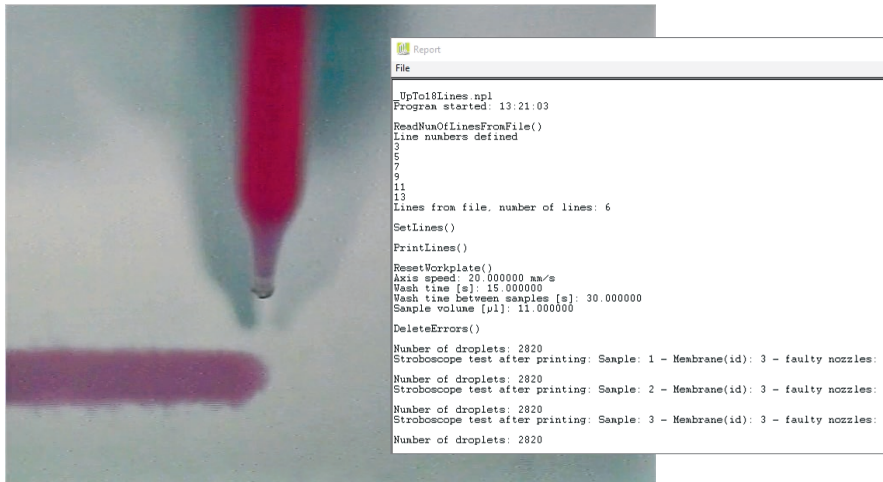 Report
File
_UpTo18Lines.npl
Program started: 13:21:03
ReadNumOfLinesFromFile()
Line numbers defined
3
5
7
9
11
13
Lines from file, number of lines: 6
SetLines()
PrintLines()
ResetWorkplate()
Axis speed: 20.000000 mm/s
Wash time [s]: 15.000000
Wash time between samples [s]: 30.000000
Sample volume [µl]: 11.000000
DeleteErrors()
Number of droplets: 2820
Stroboscope test after printing: Sample: 1 - Membrane(id): 3 - faulty nozzles:
Number of droplets: 2820
Stroboscope test after printing: Sample: 2 - Membrane(id): 3 - faulty nozzles:
Number of droplets: 2820
Stroboscope test after printing: Sample: 3 - Membrane(id): 3 - faulty nozzles:
Number of droplets: 2820